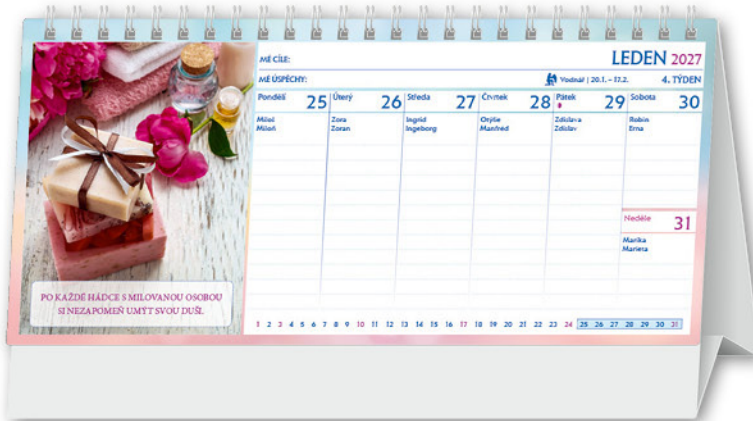 MÉ CÍLE:
LEDEN 2027
MÉ ÚSPĚCHY:
Vodnář | 20.1. – 17.2.
4. TÝDEN
Pondělí 25
Úterý 26
Středa 27
Čtvrtek 28
Pátek 29
Sobota 30
Miloš
Miloň
Zora
Zoran
Ingrid
Ingeborg
Otýlie
Manfred
Zdislava
Zdislav
Robin
Erna
Neděle 31
Marika
Marieta
PO KAŽDÉ HÁDCE S MILOVANOU OSOBOU
SI NEZAPOMEŇ UMÝT SVOU DUŠI.
1 2 3 4 5 6 7 8 9 10 11 12 13 14 15 16 17 18 19 20 21 22 23 24 25 26 27 28 29 30 31